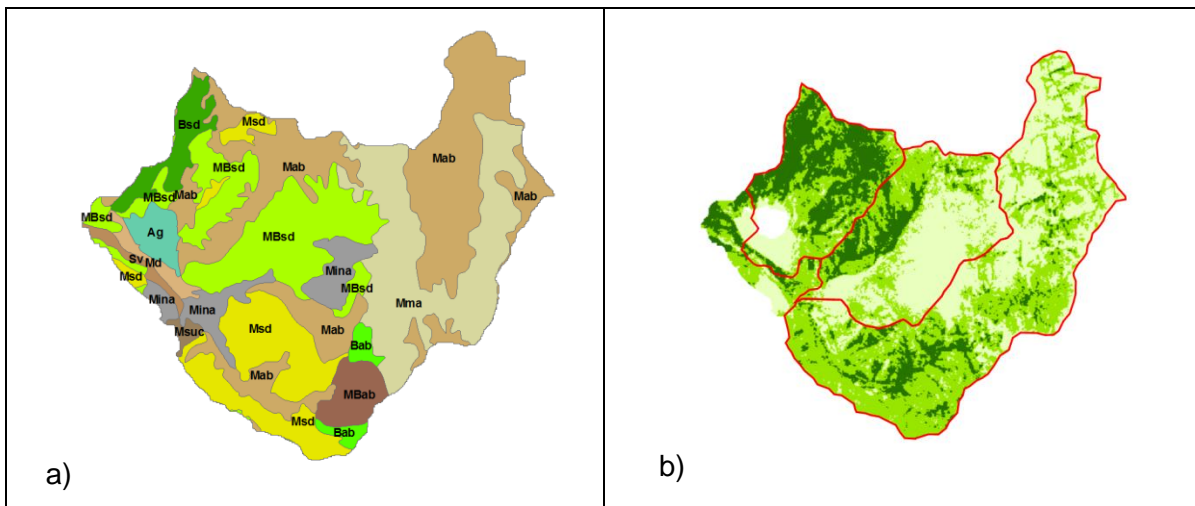 Bsd
Msd
MBsd
Mab
Mab
MBsd
Mab
Mab
MBsd
Ag
MBsd
Sv
Md
Msd
Mina
MBsd
Mina
Mina
Mma
Msuc
Msd
Mab
Bab
Mab
MBab
Msd
Bab
a)
b)